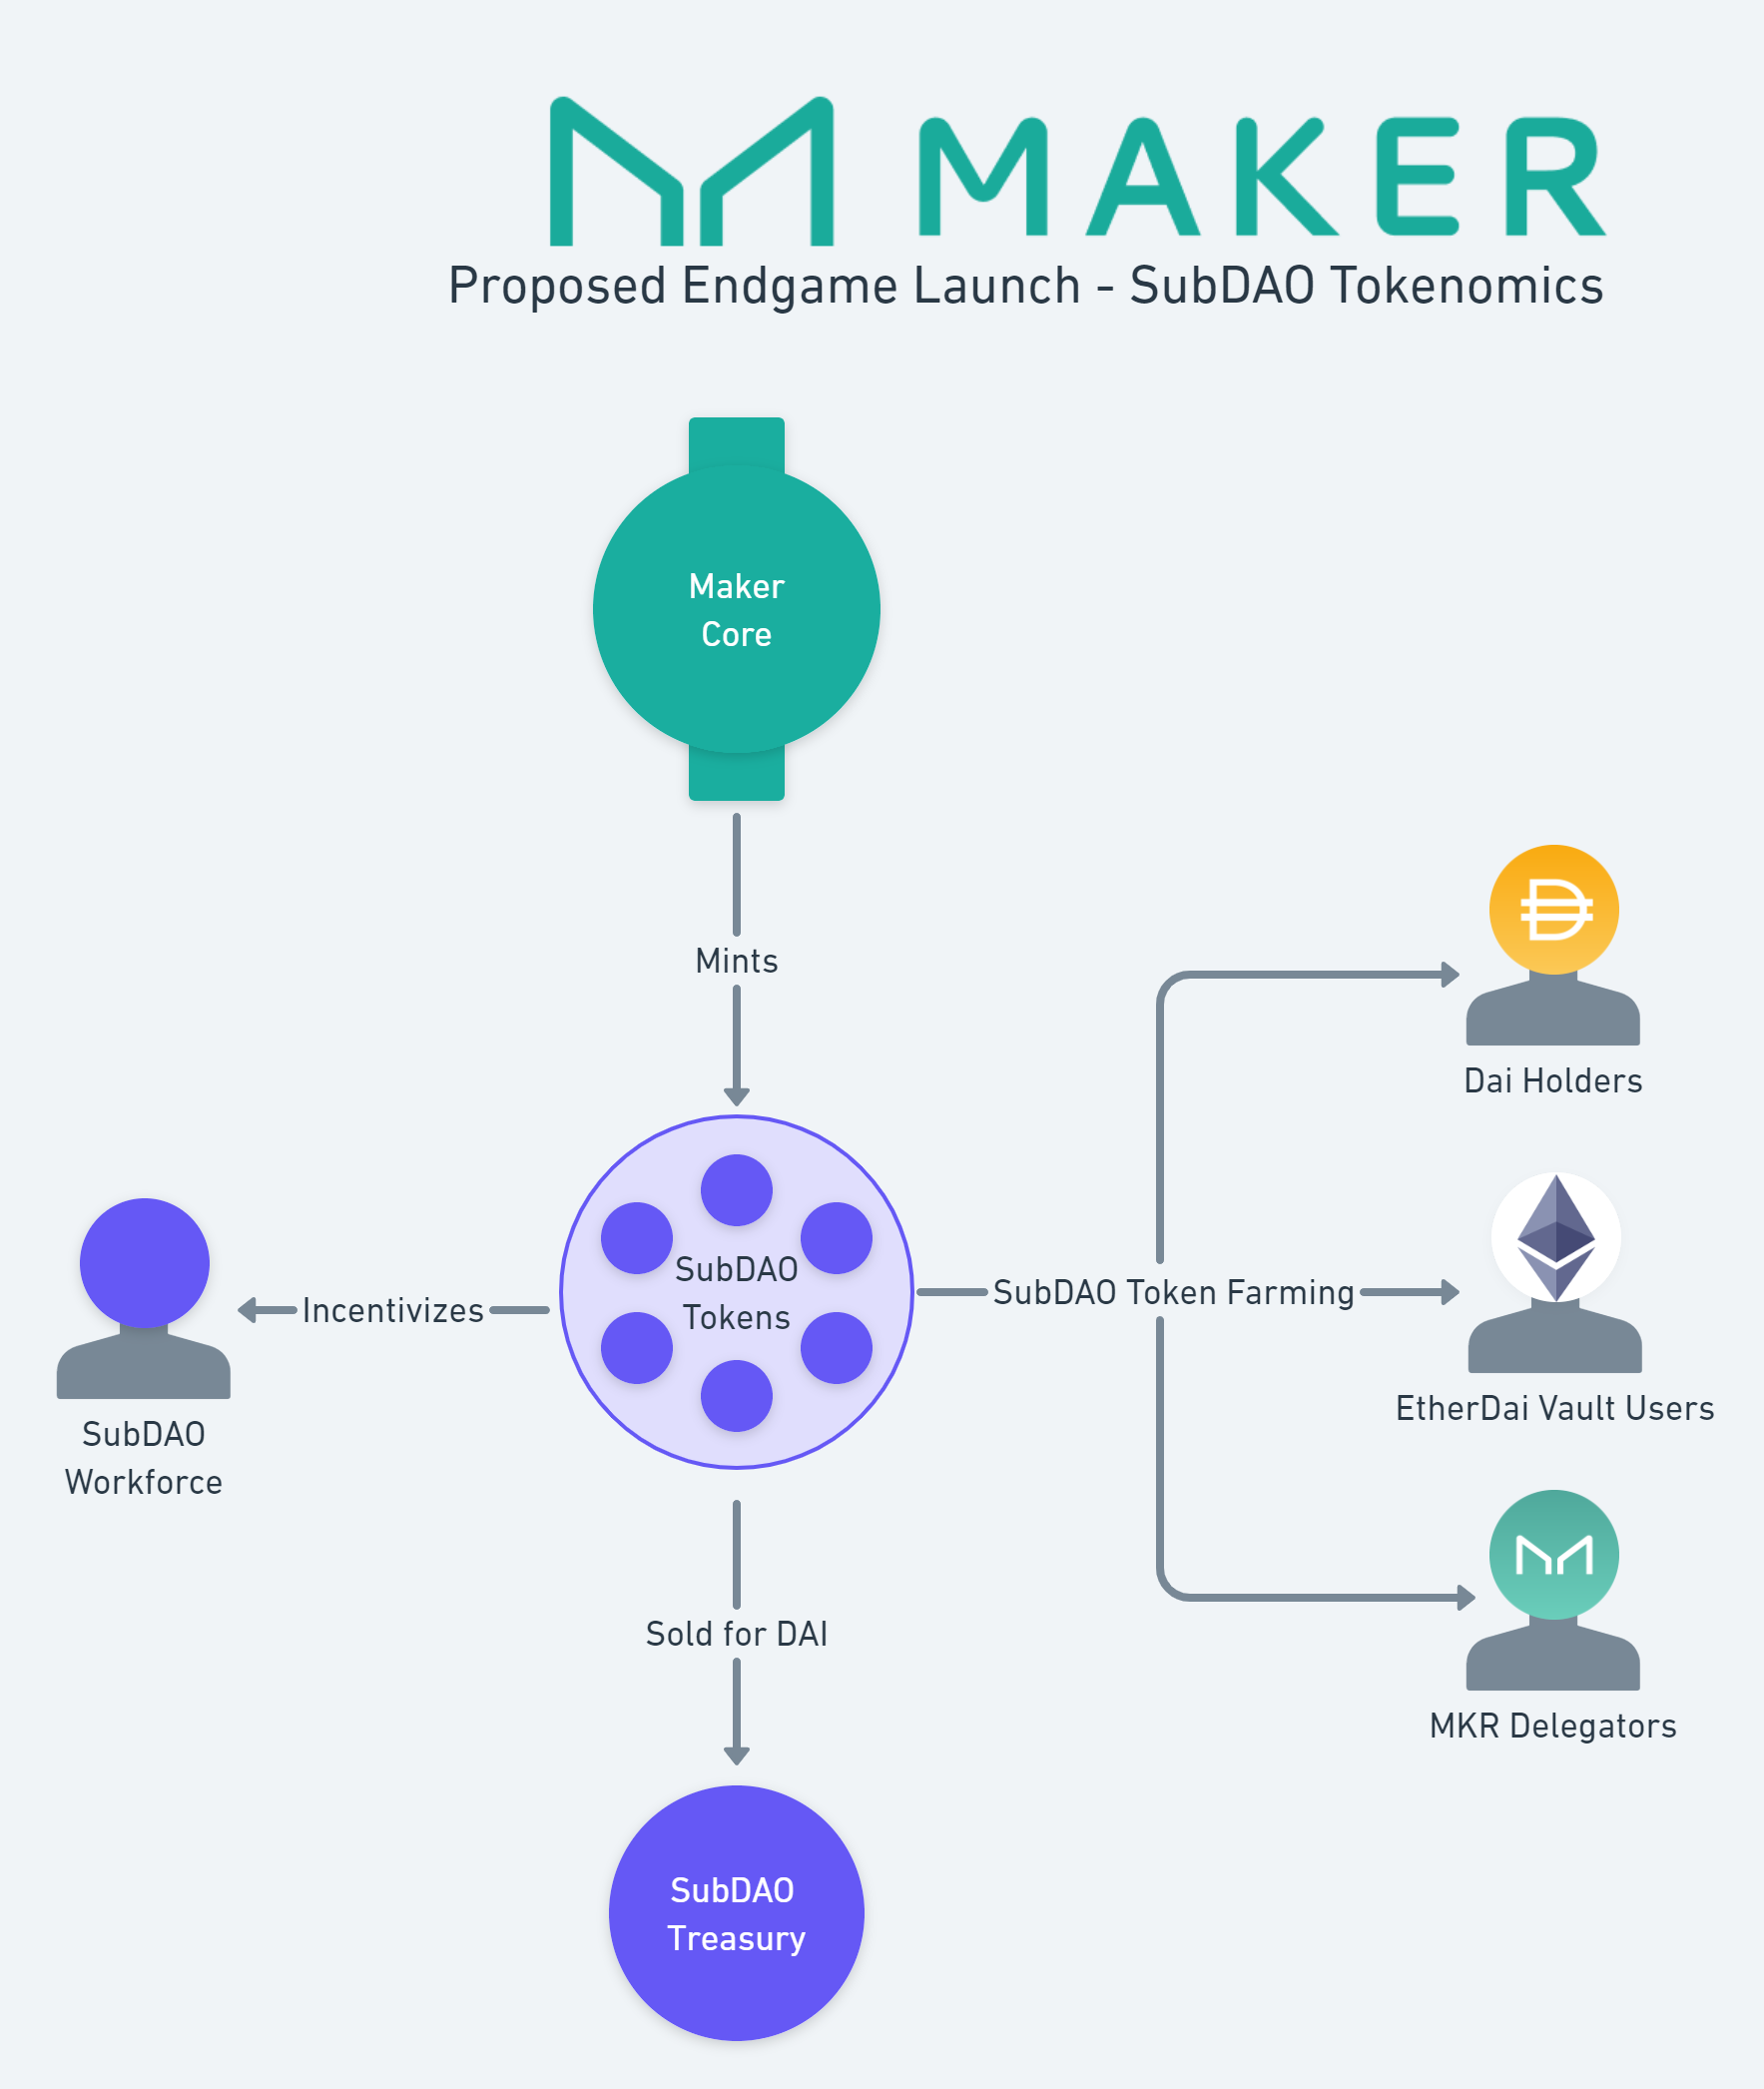 MAKER
Proposed Endgame Launch - SubDAO Tokenomics
Maker
Core
Mints
Dai Holders
SubDAO
Tokens
SubDAO Token Farming
Incentivizes
EtherDai Vault Users
SubDAO
Workforce
Sold for DAI
MKR Delegators
SubDAO
Treasury